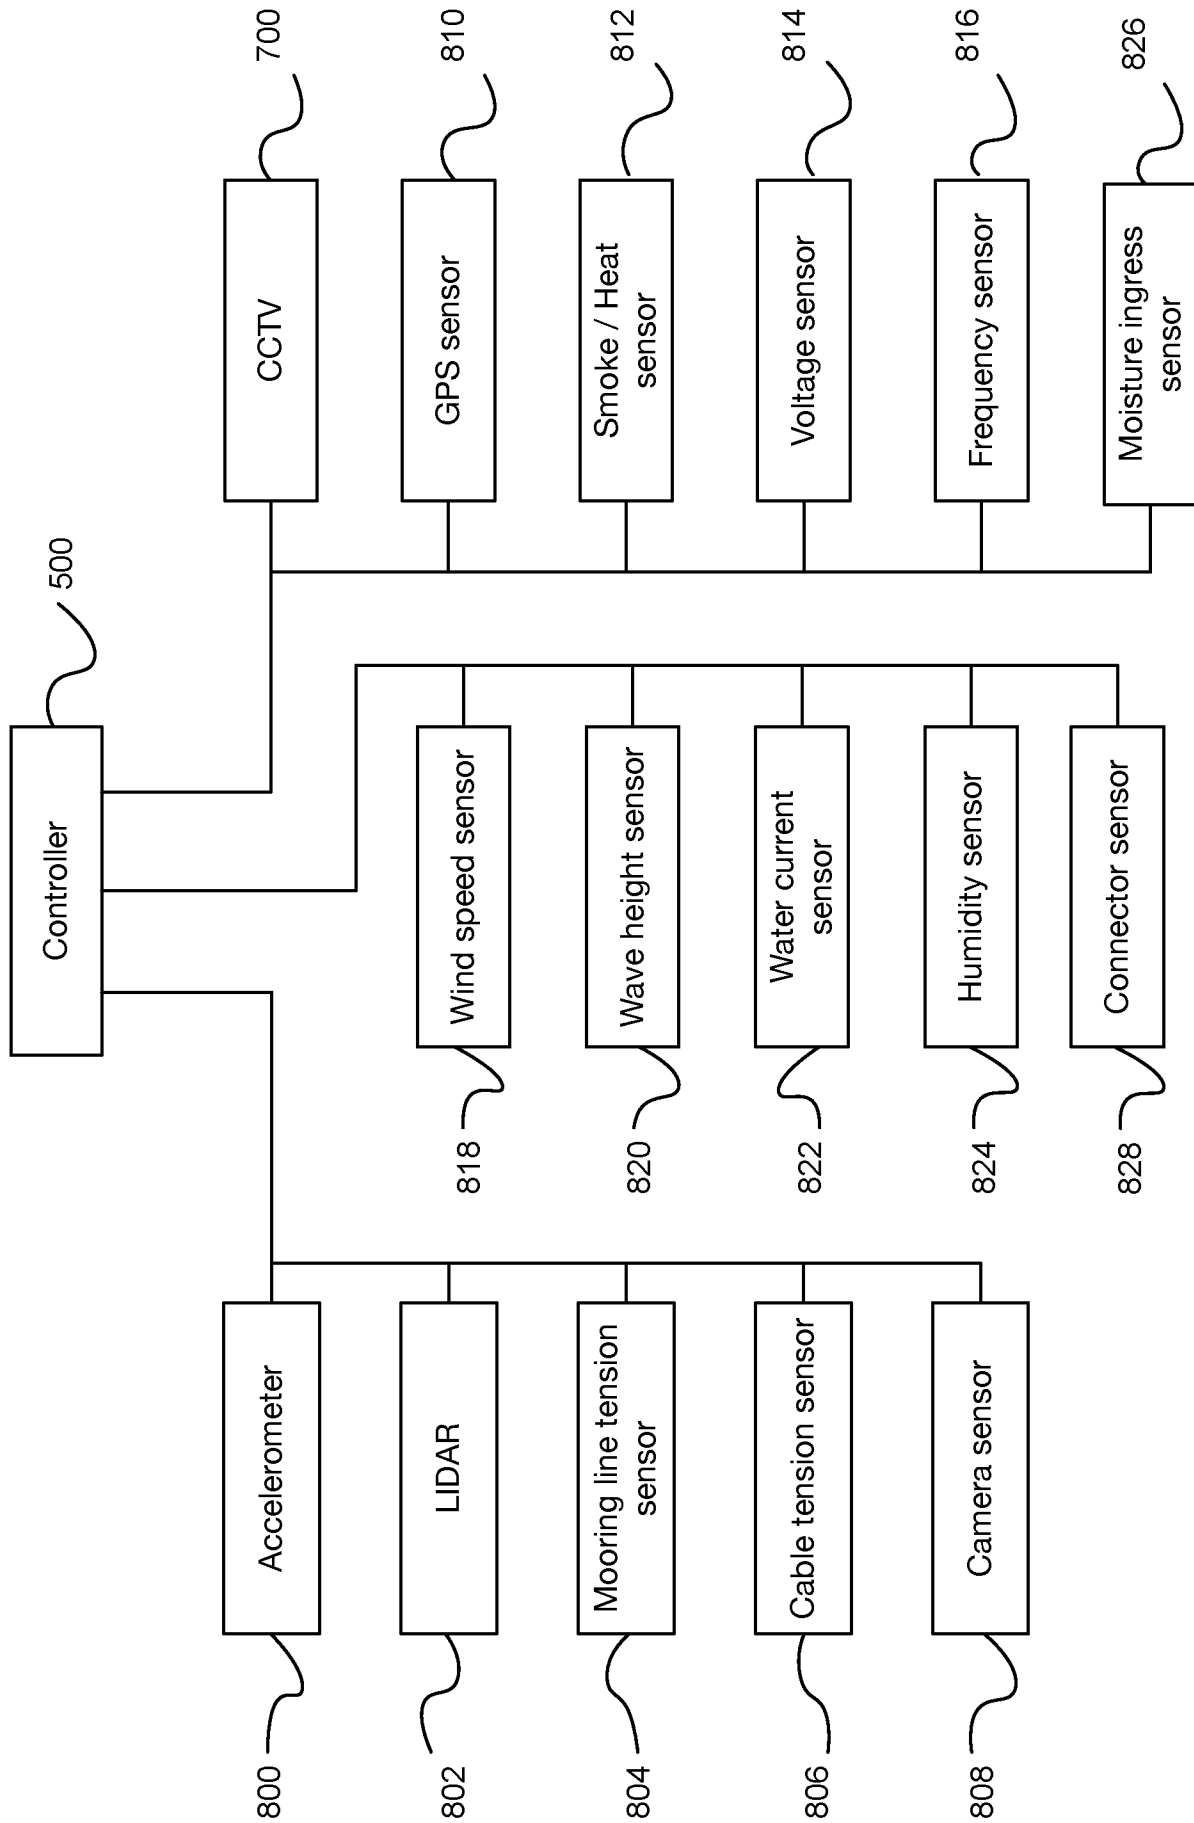 Controller
500
Accelerometer
800
LIDAR
802
Mooring line tension
sensor
804
Cable tension sensor
806
Camera sensor
808
Wind speed sensor
818
Wave height sensor
820
Water current
sensor
822
Humidity sensor
824
Connector sensor
828
CCTV
700
GPS sensor
810
Smoke / Heat
sensor
812
Voltage sensor
814
Frequency sensor
816
Moisture ingress
sensor
826